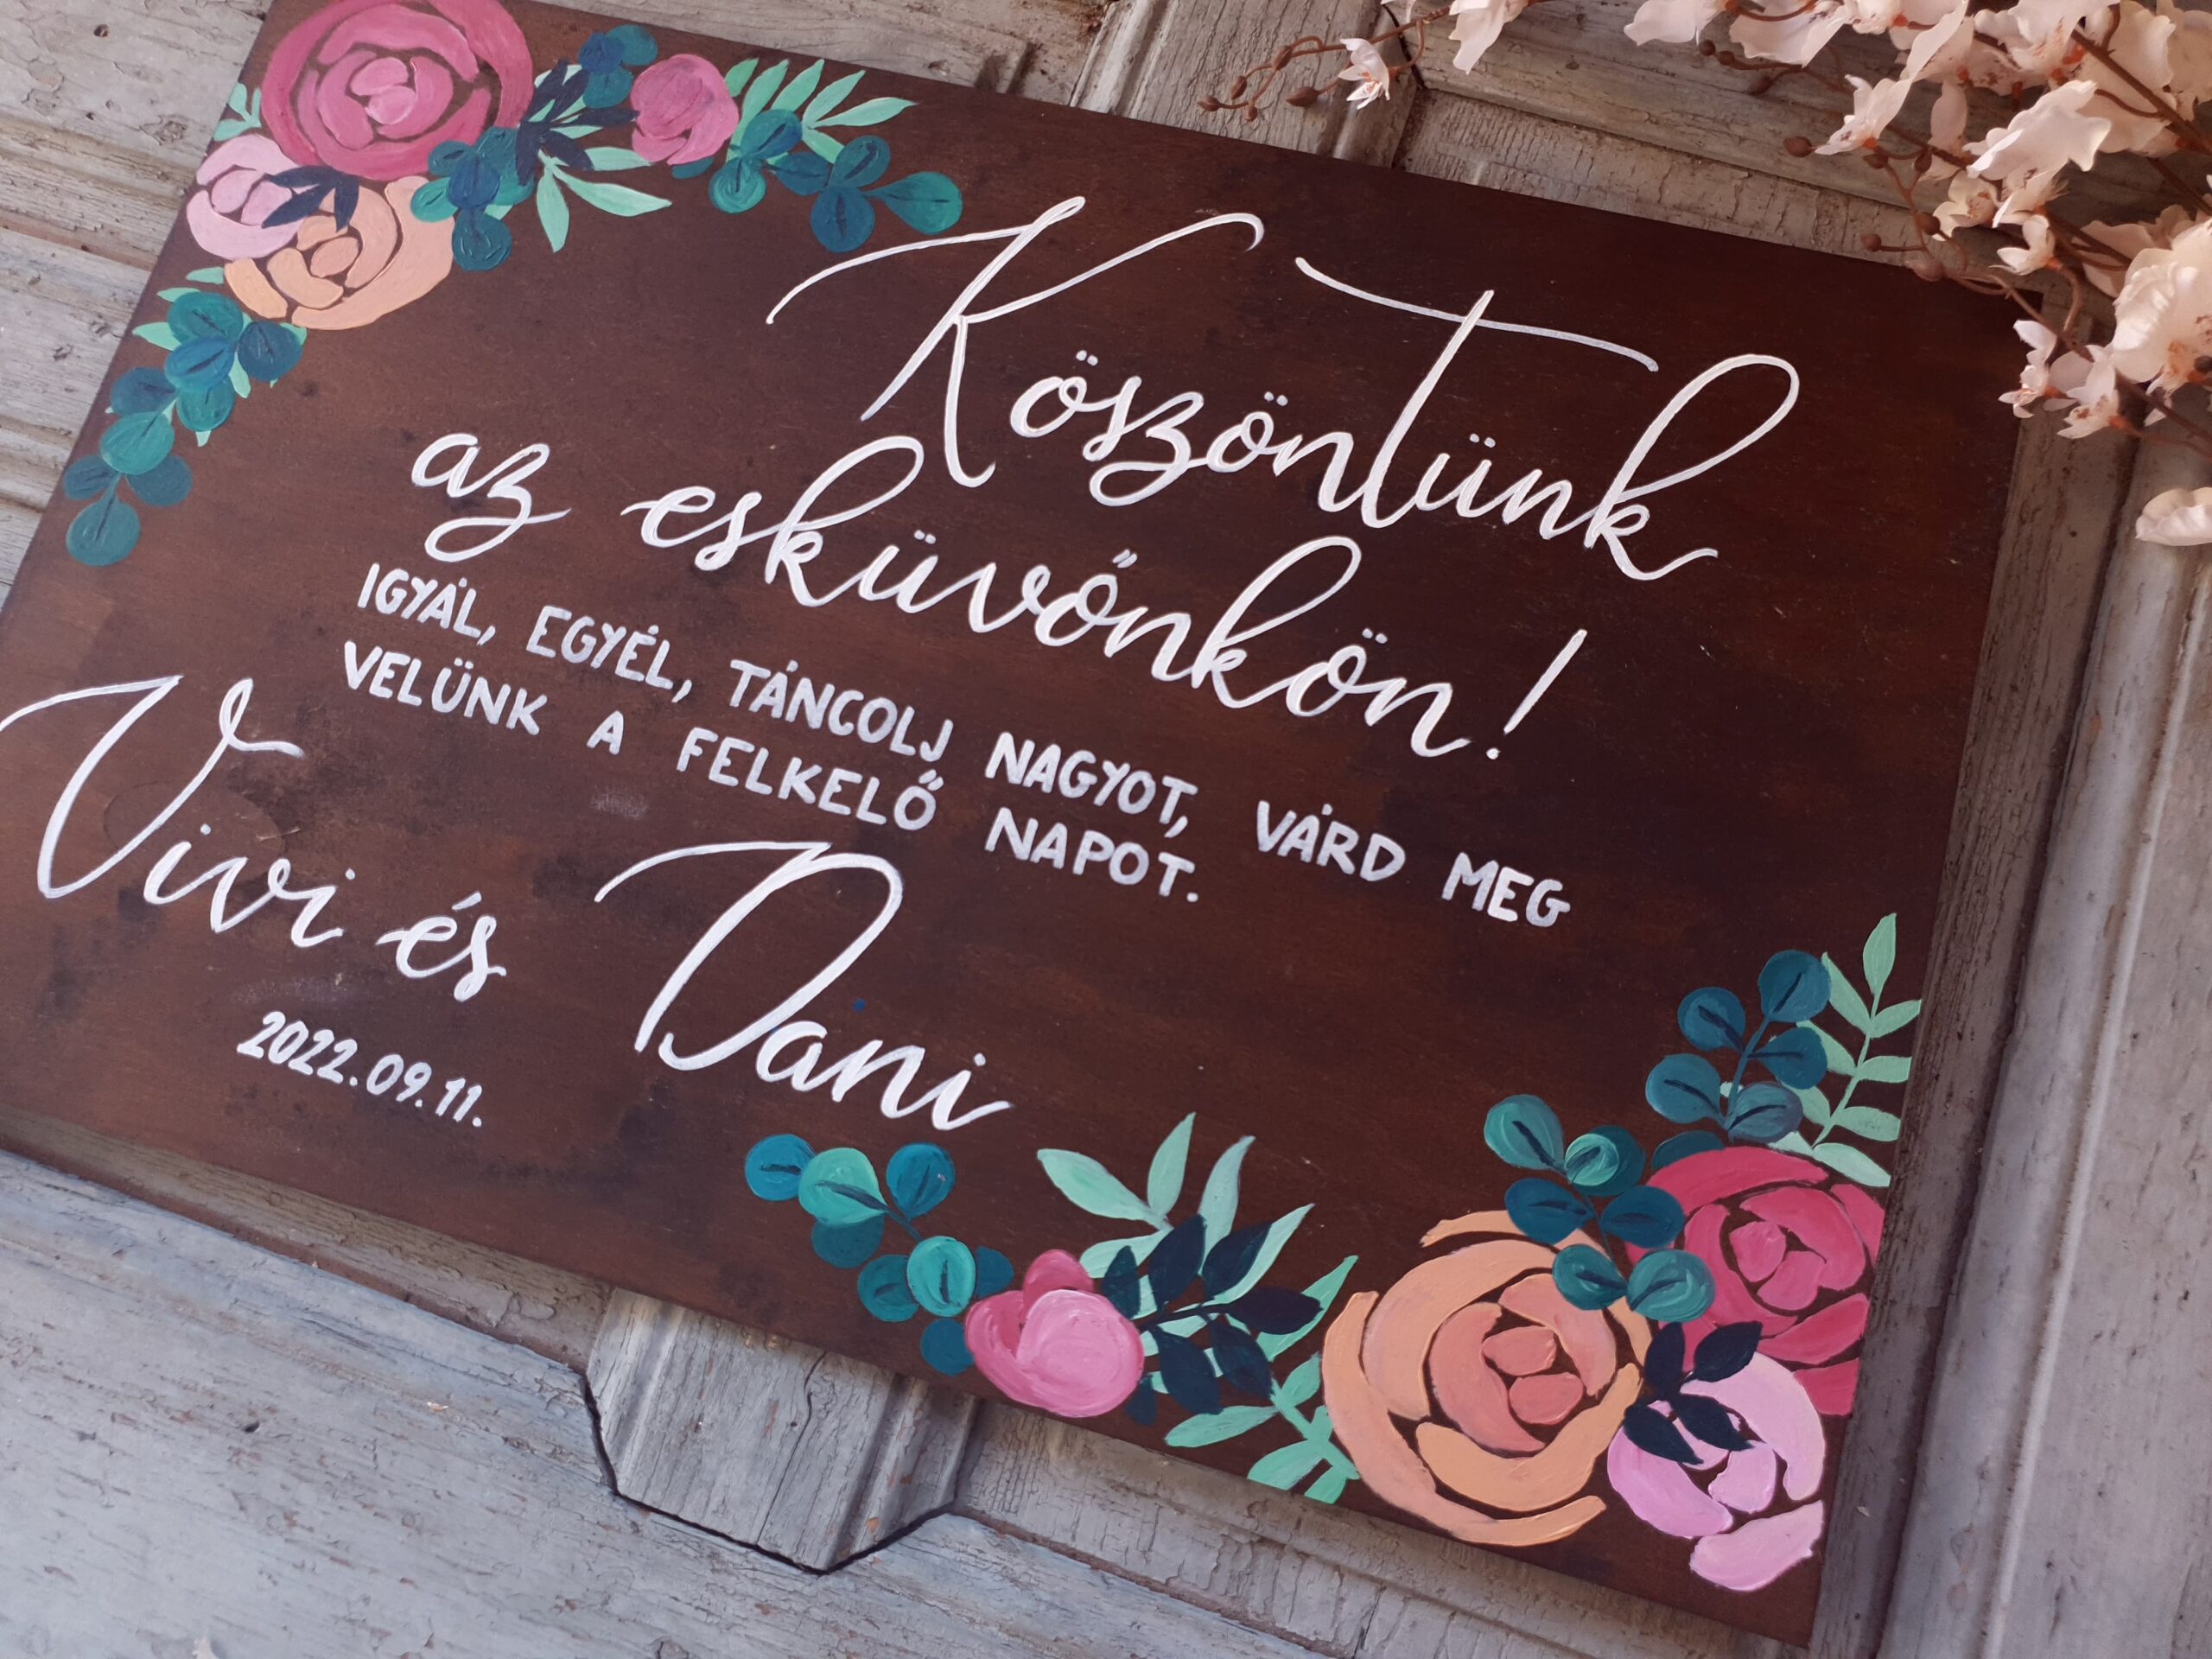 Köszöntünk
az esküvőnkön!
IGYÁL, EGYÉL, TÁNCOLJ NAGYOT, VÁRD MEG
VELÜNK A FELKELŐ NAPOT.
Vivi és Dani
2022.09.11.